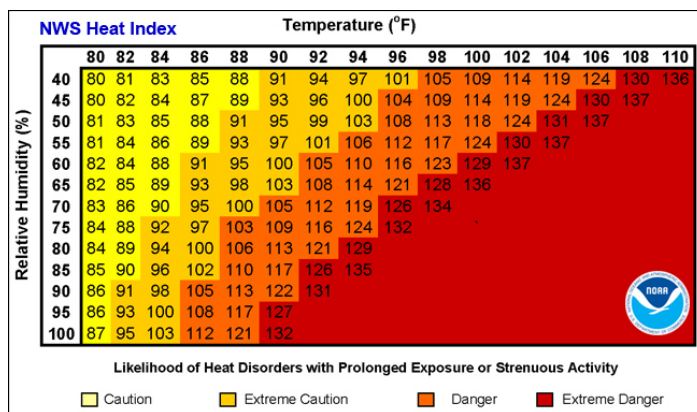 NWS Heat Index Temperature (°F)
80 82 84 86 88 90 92 94 96 98 100 102 104 106 108 110
Relative Humidity (%)
40 80 81 83 85 88 91 94 97 101 105 109 114 119 124 130 136
45 80 82 84 87 89 93 96 100 104 109 114 119 124 130 137
50 81 83 85 88 91 95 99 103 108 113 118 124 131 137
55 81 84 86 89 93 97 101 106 112 117 124 130 137
60 82 84 88 91 95 100 105 110 116 123 129 137
65 82 85 89 93 98 103 108 114 121 128 136
70 83 86 90 95 100 105 112 119 126 134
75 84 88 92 97 103 109 116 124 132
80 84 89 94 100 106 113 121 129
85 85 90 96 102 110 117 126 135
90 86 91 98 105 113 122 131
95 86 93 100 108 117 127
100 87 95 103 112 121 132
NOAA
Likelihood of Heat Disorders with Prolonged Exposure or Strenuous Activity
Caution Extreme Caution Danger Extreme Danger